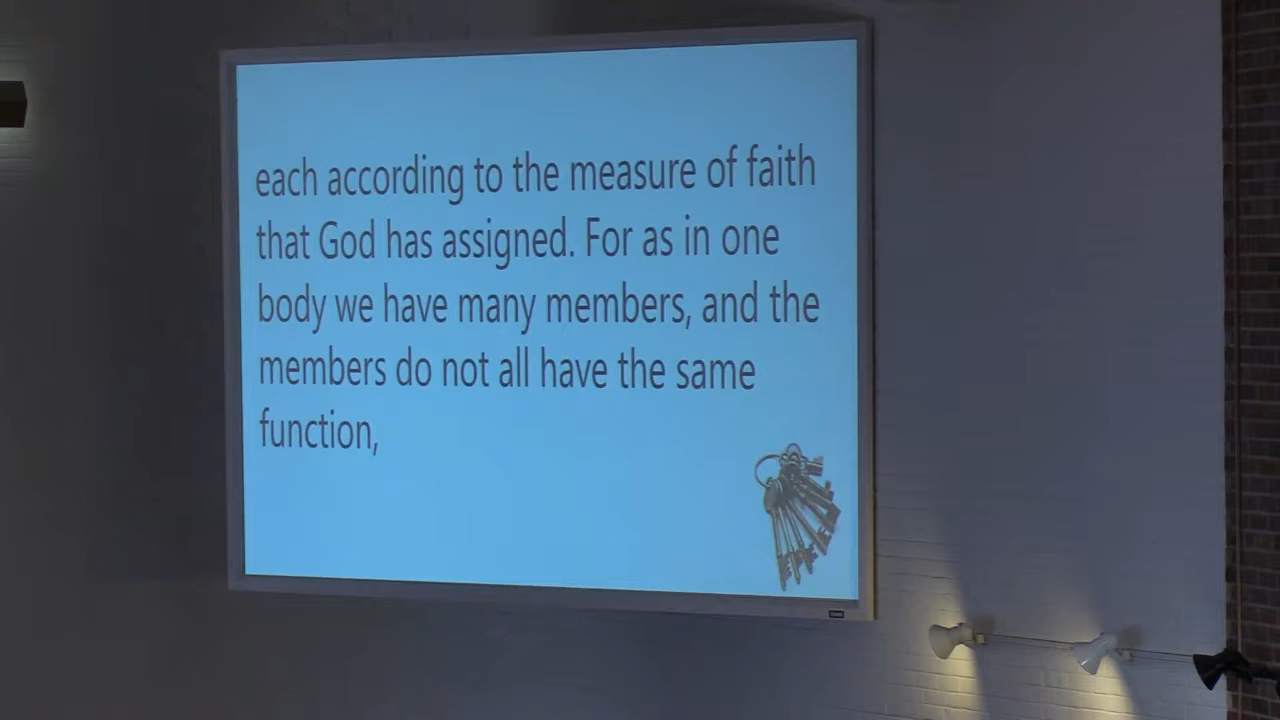 each according to the measure of faith
that God has assigned. For as in one
body we have many members, and the
members do not all have the same
function,